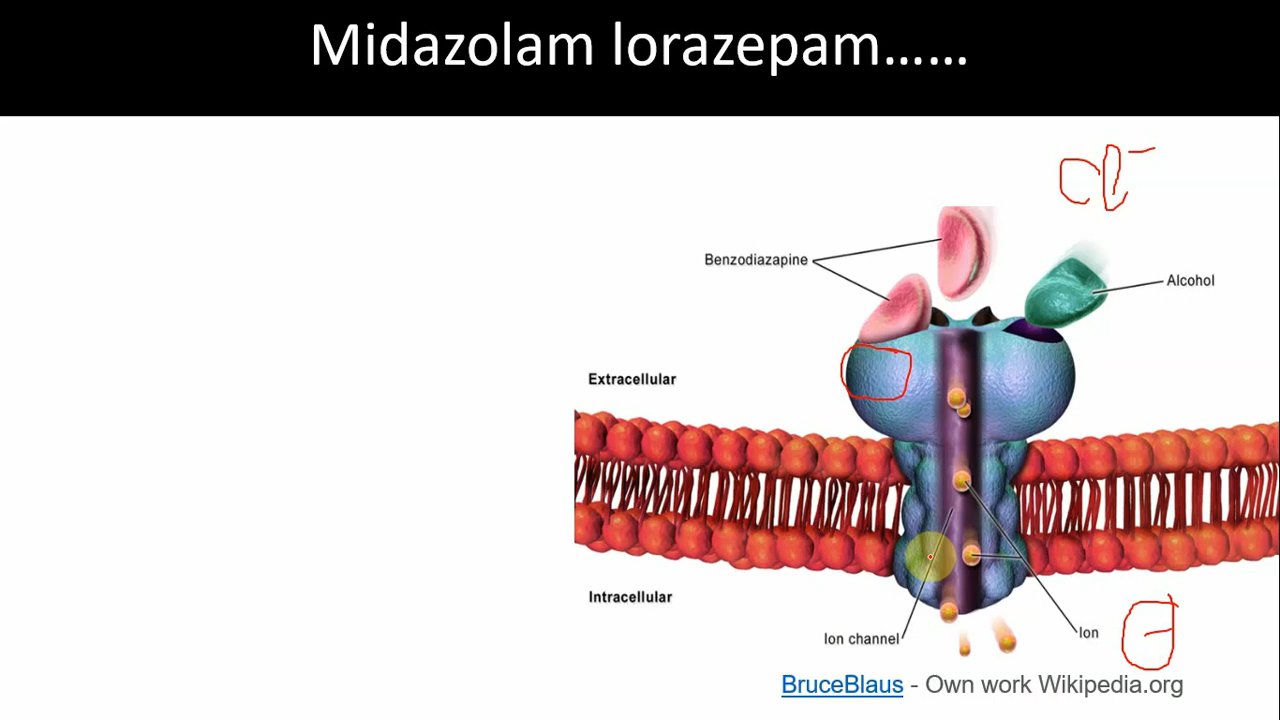 Midazolam lorazepam……
Cl⁻
Benzodiazapine
Alcohol
Extracellular
Intracellular
Ion channel
Ion
BruceBlaus - Own work Wikipedia.org